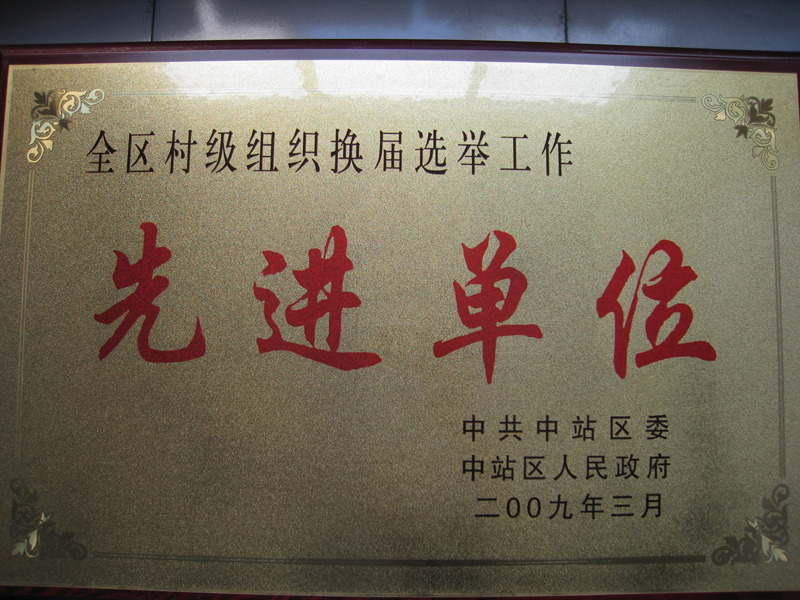 全区村级组织换届选举工作
先进单位
中共中站区委
中站区人民政府
二00九年三月